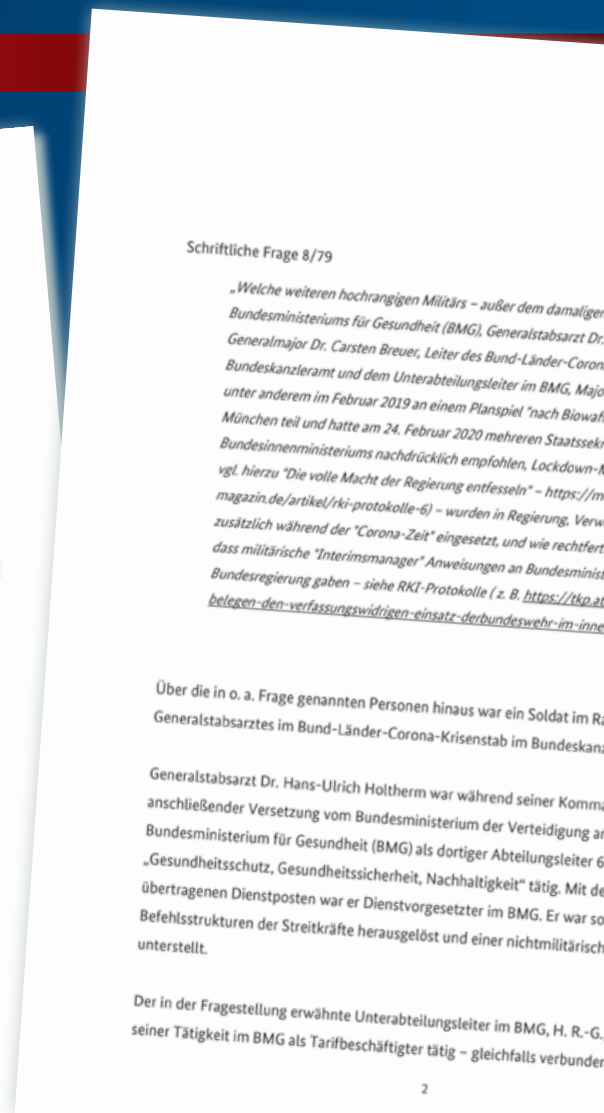 Schriftliche Frage 8/79
„Welche weiteren hochrangigen Militärs – außer dem damaligen
Bundesministeriums für Gesundheit (BMG), Generalstabsarzt Dr.
Generalmajor Dr. Carsten Breuer, Leiter des Bund-Länder-Coron
Bundeskanzleramt und dem Unterabteilungsleiter im BMG, Majo
unter anderem im Februar 2019 an einem Planspiel "nach Biowaf
München teil und hatte am 24. Februar 2020 mehreren Staatssekr
Bundesinnenministeriums nachdrücklich empfohlen, Lockdown-M
vgl. hierzu "Die volle Macht der Regierung entfesseln" – https://m
magazin.de/artikel/rki-protokolle-6) – wurden in Regierung, Verw
zusätzlich während der "Corona-Zeit" eingesetzt, und wie rechtfert
dass militärische "Interimsmanager" Anweisungen an Bundesminist
Bundesregierung gaben – siehe RKI-Protokolle ( z. B. https://tkp.at
belegen-den-verfassungswidrigen-einsatz-derbundeswehr-im-inne
Über die in o. a. Frage genannten Personen hinaus war ein Soldat im Ra
Generalstabsarztes im Bund-Länder-Corona-Krisenstab im Bundeskanz
Generalstabsarzt Dr. Hans-Ulrich Holtherm war während seiner Komma
anschließender Versetzung vom Bundesministerium der Verteidigung an
Bundesministerium für Gesundheit (BMG) als dortiger Abteilungsleiter 6
„Gesundheitsschutz, Gesundheitssicherheit, Nachhaltigkeit“ tätig. Mit de
übertragenen Dienstposten war er Dienstvorgesetzter im BMG. Er war so
Befehlsstrukturen der Streitkräfte herausgelöst und einer nichtmilitärisch
unterstellt.
Der in der Fragestellung erwähnte Unterabteilungsleiter im BMG, H. R.-G.,
seiner Tätigkeit im BMG als Tarifbeschäftigter tätig – gleichfalls verbunden
2